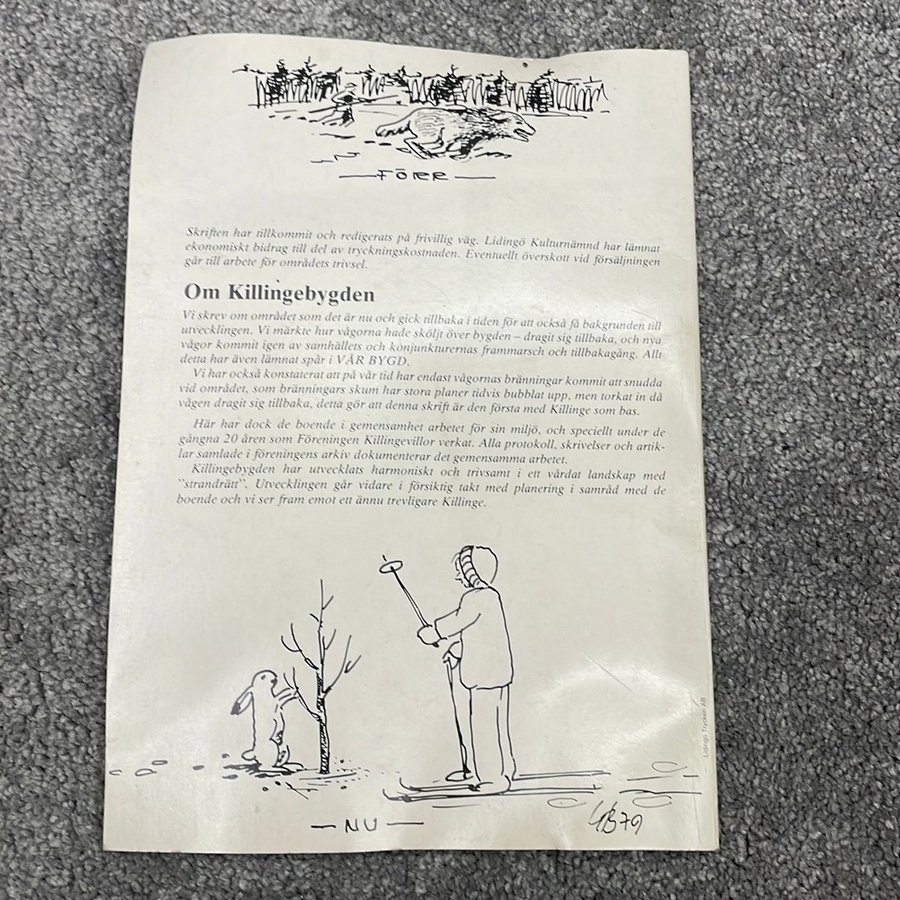 FÖRR
Skriften har tillkommit och redigerats på frivillig väg. Lidingö Kulturnämnd har lämnat
ekonomiskt bidrag till del av tryckningskostnaden. Eventuellt överskott vid försäljningen
går till arbete för områdets trivsel.
Om Killingebygden
Vi skrev om området som det är nu och gick tillbaka i tiden för att också få bakgrunden till
utvecklingen. Vi märkte hur vågorna hade sköljt över bygden – dragit sig tillbaka, och nya
vågor kommit igen av samhällets och konjunkturernas frammarsch och tillbakagång. Allt
detta har även lämnat spår i VÅR BYGD.
Vi har också konstaterat att på vår tid har endast vågornas bränningar kommit att snudda
vid området, som bränningars skum har stora planer tidvis bubblat upp, men torkat in då
vågen dragit sig tillbaka, detta gör att denna skrift är den första med Killinge som bas.
Här har dock de boende i gemensamhet arbetet för sin miljö, och speciellt under de
gångna 20 åren som Föreningen Killingevillor verkat. Alla protokoll, skrivelser och artik-
lar samlade i föreningens arkiv dokumenterar det gemensamma arbetet.
Killingebygden har utvecklats harmoniskt och trivsamt i ett vårdat landskap med
"strandrätt". Utvecklingen går vidare i försiktig takt med planering i samråd med de
boende och vi ser fram emot ett ännu trevligare Killinge.
Lidingö Tryckeri AB
NU
GB79